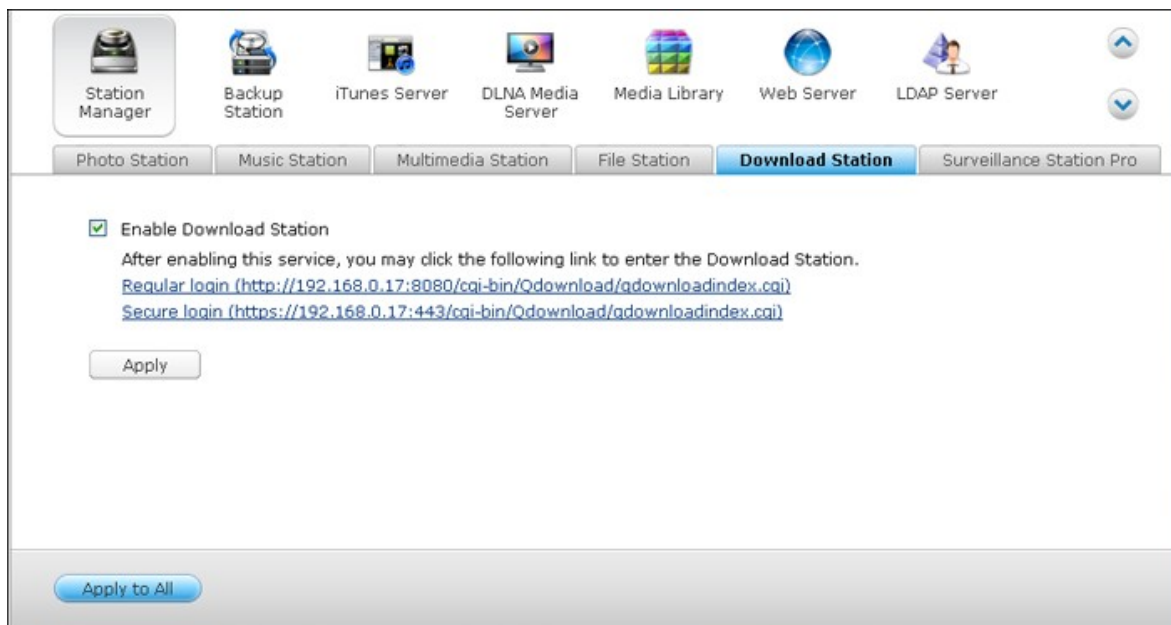 Station Manager
Backup Station
iTunes Server
DLNA Media Server
Media Library
Web Server
LDAP Server
Photo Station
Music Station
Multimedia Station
File Station
Download Station
Surveillance Station Pro
Enable Download Station
After enabling this service, you may click the following link to enter the Download Station.
Regular login (http://192.168.0.17:8080/cgi-bin/Qdownload/qdownloadindex.cgi)
Secure login (https://192.168.0.17:443/cgi-bin/Qdownload/qdownloadindex.cgi)
Apply
Apply to All